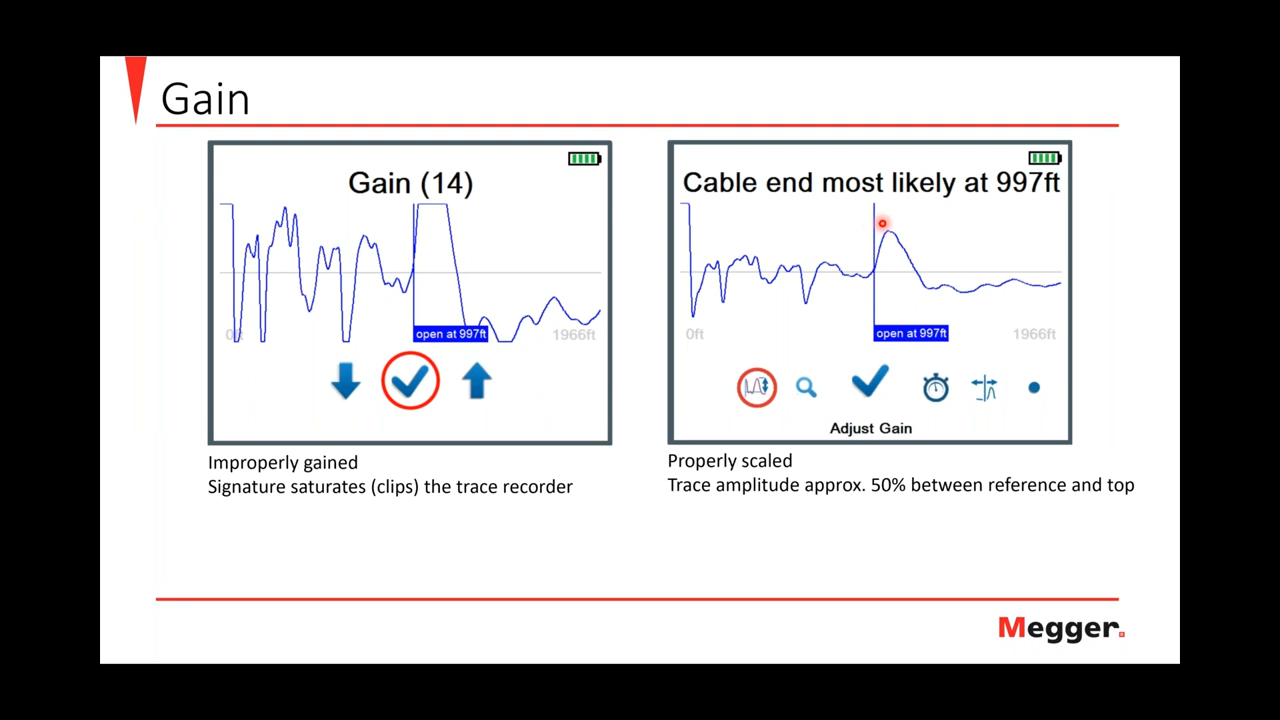 Gain
Gain (14)
open at 997ft
1966ft
Improperly gained
Signature saturates (clips) the trace recorder
Cable end most likely at 997ft
0ft
open at 997ft
1966ft
Adjust Gain
Properly scaled
Trace amplitude approx. 50% between reference and top
Megger.